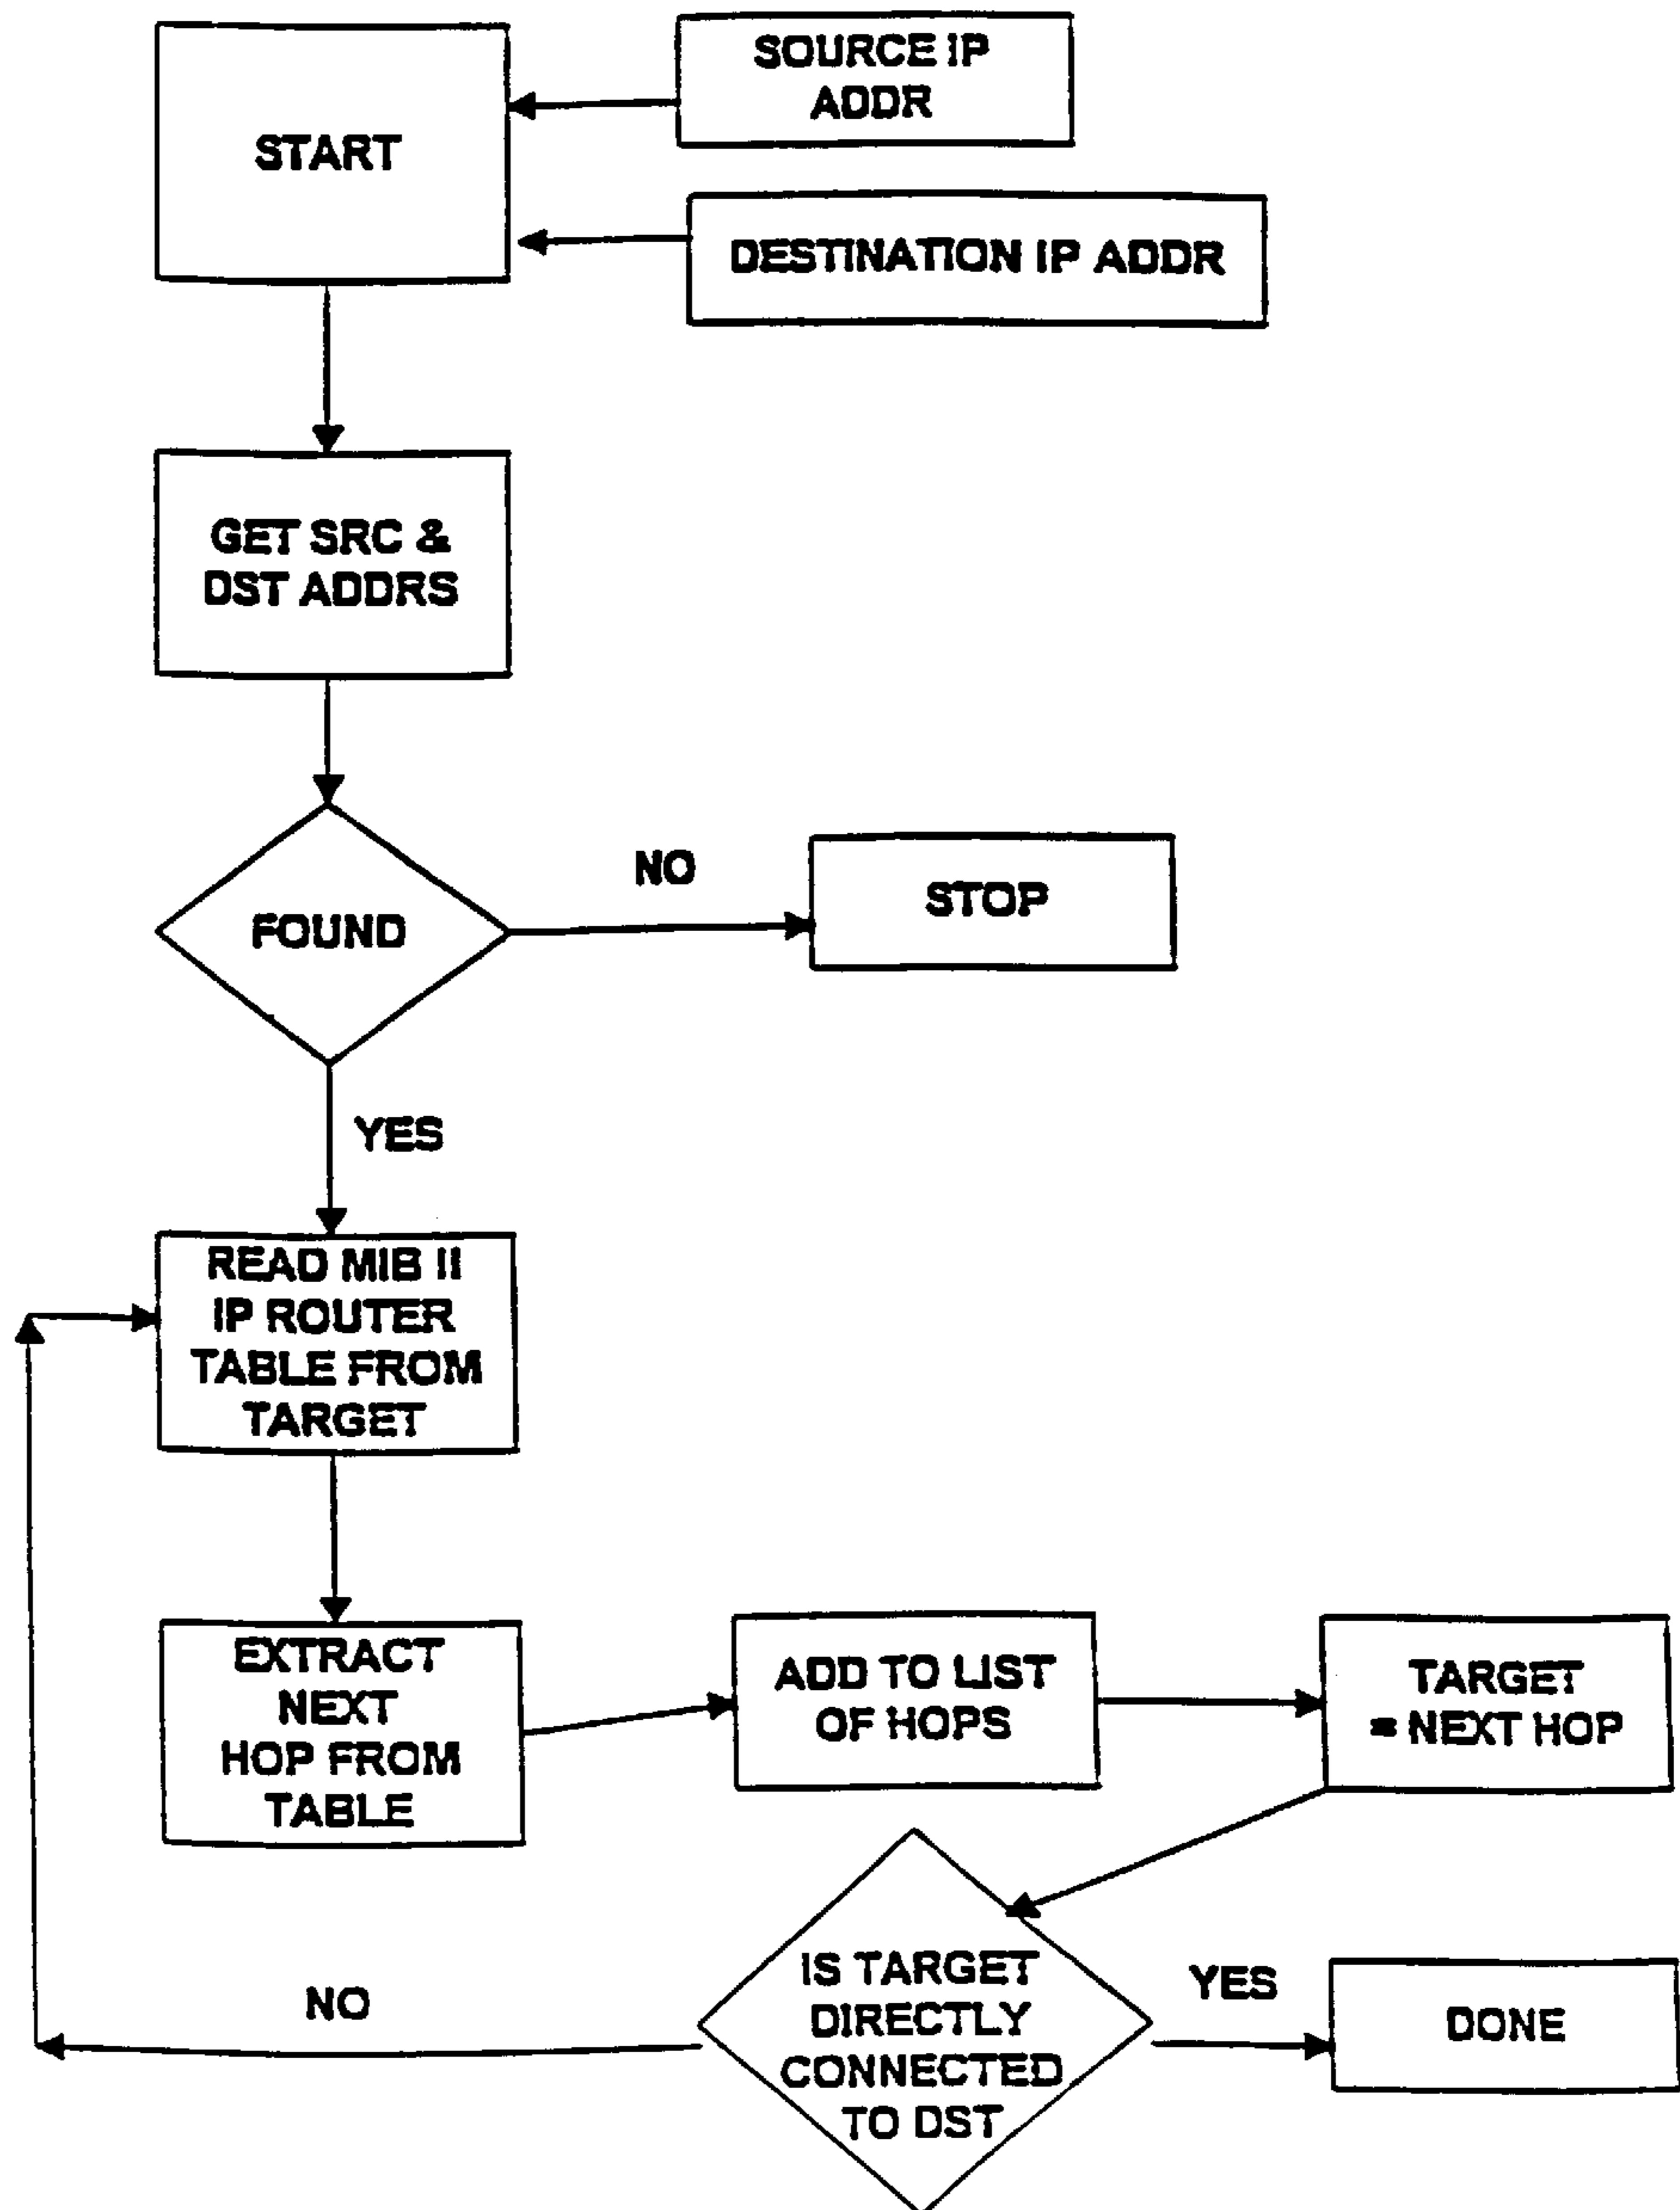 SOURCE IP
ADDR
START
DESTINATION IP ADDR
GET SRC &
DST ADDRS
FOUND
NO
STOP
YES
READ MIB II
IP ROUTER
TABLE FROM
TARGET
EXTRACT
NEXT
HOP FROM
TABLE
ADD TO LIST
OF HOPS
TARGET
= NEXT HOP
IS TARGET
DIRECTLY
CONNECTED
TO DST
NO
YES
DONE